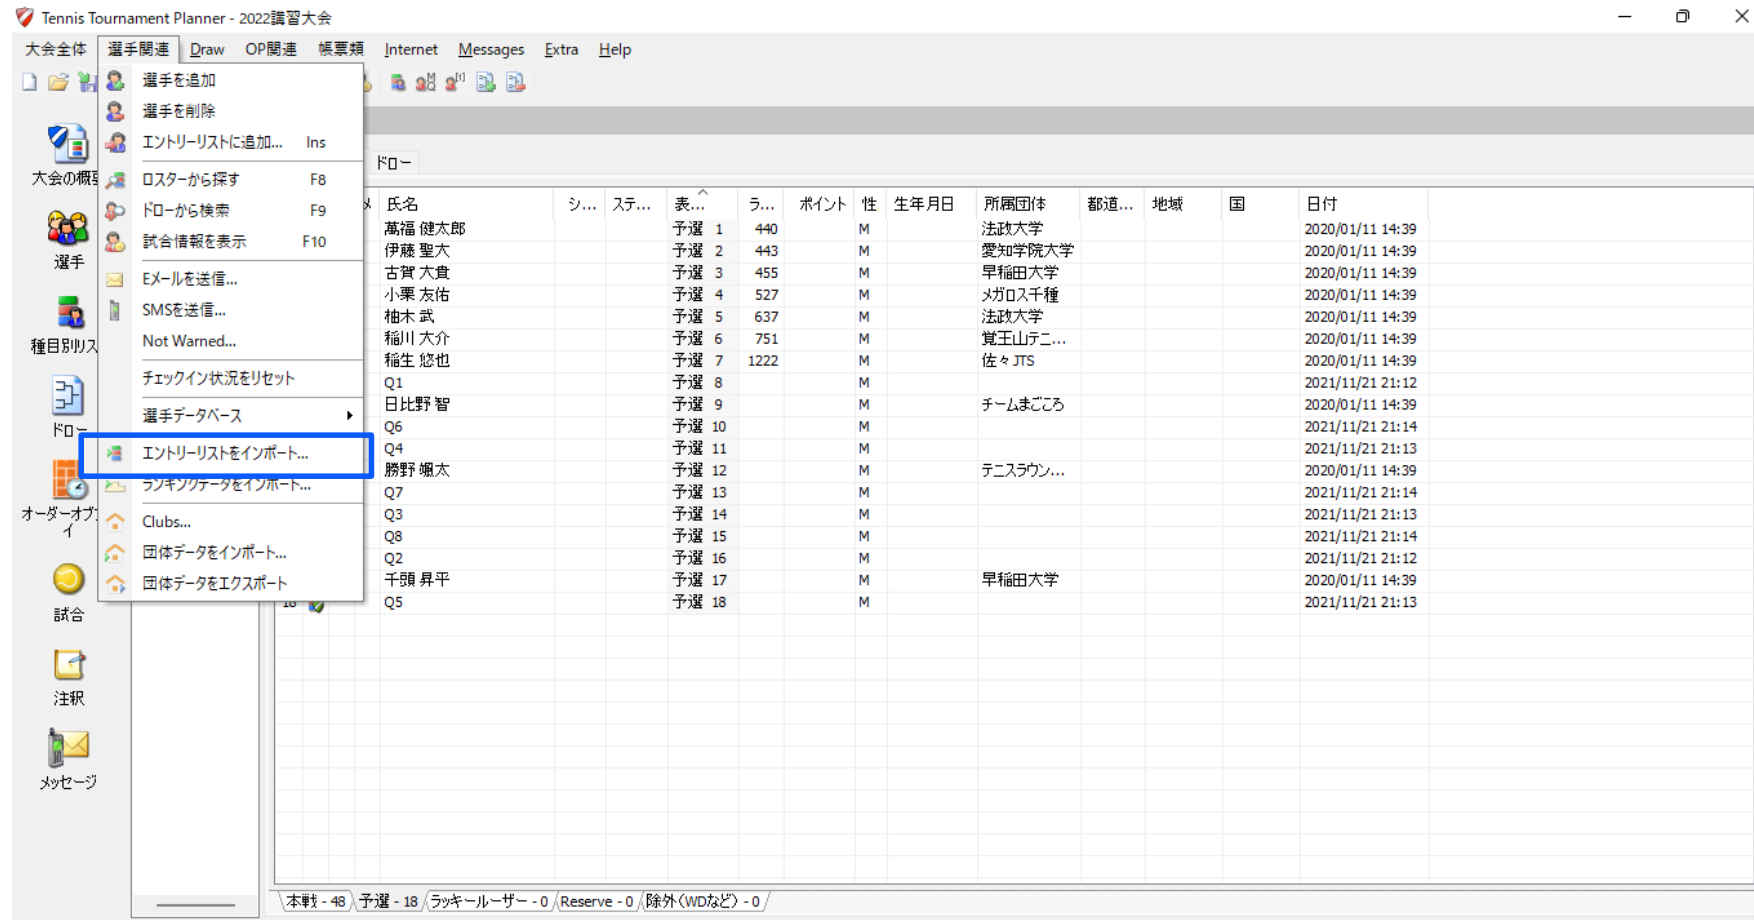 Tennis Tournament Planner - 2022講習大会
大会全体 選手関連 Draw OP関連 帳票類 Internet Messages Extra Help
選手を追加
選手を削除
エントリーリストに追加... Ins
ロスターから探す F8
ドローから検索 F9
試合情報を表示 F10
Eメールを送信...
SMSを送信...
Not Warned...
チェックイン状況をリセット
選手データベース
エントリーリストをインポート...
ランキングデータをインポート...
Clubs...
団体データをインポート...
団体データをエクスポート
大会の概要
選手
種目別リス
ドロー
オーダーオブプ
イ
試合
注釈
メッセージ
ドロー
氏名 シ... ステ... 表... ラ... ポイント 性 生年月日 所属団体 都道... 地域 国 日付
萬福 健太郎 予選 1 440 M 法政大学 2020/01/11 14:39
伊藤 聖大 予選 2 443 M 愛知学院大学 2020/01/11 14:39
古賀 大貴 予選 3 455 M 早稲田大学 2020/01/11 14:39
小栗 友佑 予選 4 527 M メガロス千種 2020/01/11 14:39
柚木 武 予選 5 637 M 法政大学 2020/01/11 14:39
稲川 大介 予選 6 751 M 覚王山テニ... 2020/01/11 14:39
稲生 悠也 予選 7 1222 M 佐々JTS 2020/01/11 14:39
Q1 予選 8 M 2021/11/21 21:12
日比野 智 予選 9 M チームまごころ 2020/01/11 14:39
Q6 予選 10 M 2021/11/21 21:14
Q4 予選 11 M 2021/11/21 21:13
勝野 颯太 予選 12 M テニスラウン... 2020/01/11 14:39
Q7 予選 13 M 2021/11/21 21:14
Q3 予選 14 M 2021/11/21 21:13
Q8 予選 15 M 2021/11/21 21:14
Q2 予選 16 M 2021/11/21 21:12
千頭 昇平 予選 17 M 早稲田大学 2020/01/11 14:39
18 Q5 予選 18 M 2021/11/21 21:13
本戦 - 48 予選 - 18 ラッキールーザー - 0 Reserve - 0 除外(WDなど) - 0